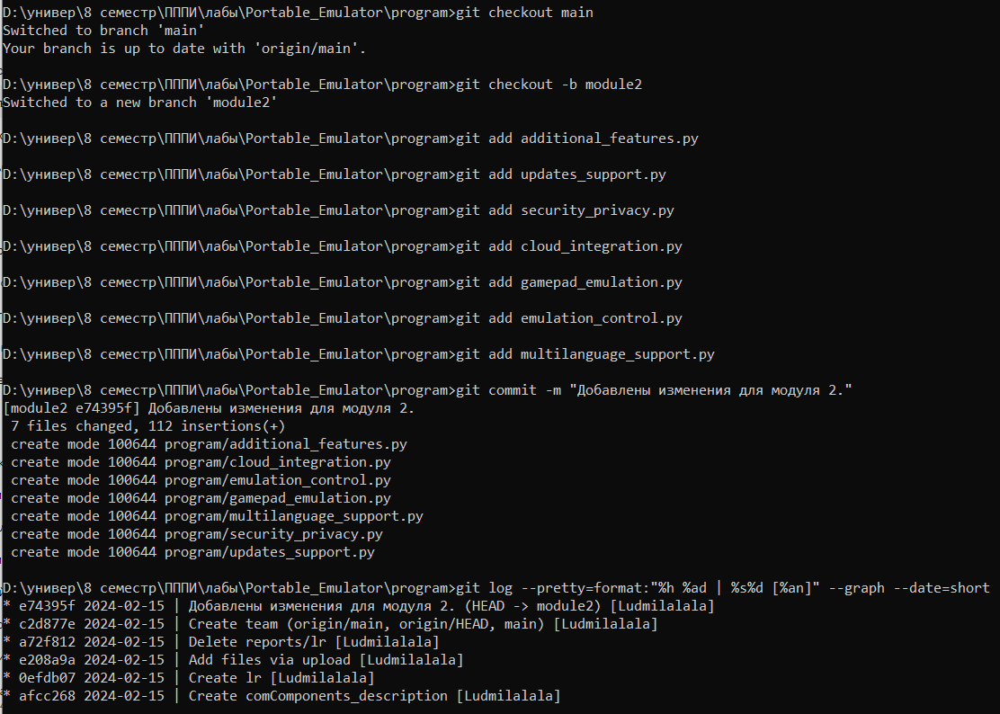 D:\универ\8 семестр\ПППИ\лабы\Portable_Emulator\program>git checkout main
Switched to branch 'main'
Your branch is up to date with 'origin/main'.
D:\универ\8 семестр\ПППИ\лабы\Portable_Emulator\program>git checkout -b module2
Switched to a new branch 'module2'
D:\универ\8 семестр\ПППИ\лабы\Portable_Emulator\program>git add additional_features.py
D:\универ\8 семестр\ПППИ\лабы\Portable_Emulator\program>git add updates_support.py
D:\универ\8 семестр\ПППИ\лабы\Portable_Emulator\program>git add security_privacy.py
D:\универ\8 семестр\ПППИ\лабы\Portable_Emulator\program>git add cloud_integration.py
D:\универ\8 семестр\ПППИ\лабы\Portable_Emulator\program>git add gamepad_emulation.py
D:\универ\8 семестр\ПППИ\лабы\Portable_Emulator\program>git add emulation_control.py
D:\универ\8 семестр\ПППИ\лабы\Portable_Emulator\program>git add multilanguage_support.py
D:\универ\8 семестр\ПППИ\лабы\Portable_Emulator\program>git commit -m "Добавлены изменения для модуля 2."
[module2 e74395f] Добавлены изменения для модуля 2.
 7 files changed, 112 insertions(+)
 create mode 100644 program/additional_features.py
 create mode 100644 program/cloud_integration.py
 create mode 100644 program/emulation_control.py
 create mode 100644 program/gamepad_emulation.py
 create mode 100644 program/multilanguage_support.py
 create mode 100644 program/security_privacy.py
 create mode 100644 program/updates_support.py
D:\универ\8 семестр\ПППИ\лабы\Portable_Emulator\program>git log --pretty=format:"%h %ad | %s%d [%an]" --graph --date=short
* e74395f 2024-02-15 | Добавлены изменения для модуля 2. (HEAD -> module2) [Ludmilalala]
* c2d877e 2024-02-15 | Create team (origin/main, origin/HEAD, main) [Ludmilalala]
* a72f812 2024-02-15 | Delete reports/lr [Ludmilalala]
* e208a9a 2024-02-15 | Add files via upload [Ludmilalala]
* 0efdb07 2024-02-15 | Create lr [Ludmilalala]
* afcc268 2024-02-15 | Create comComponents_description [Ludmilalala]